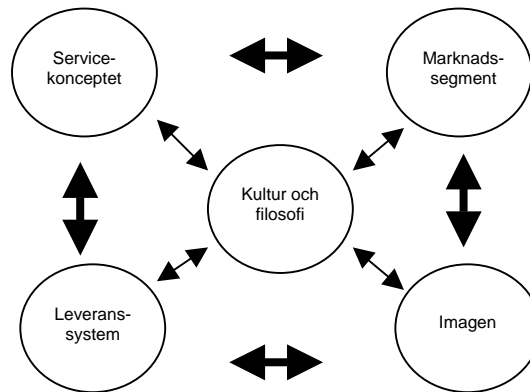 Service-
konceptet
Marknads-
segment
Kultur och
filosofi
Leverans-
system
Imagen